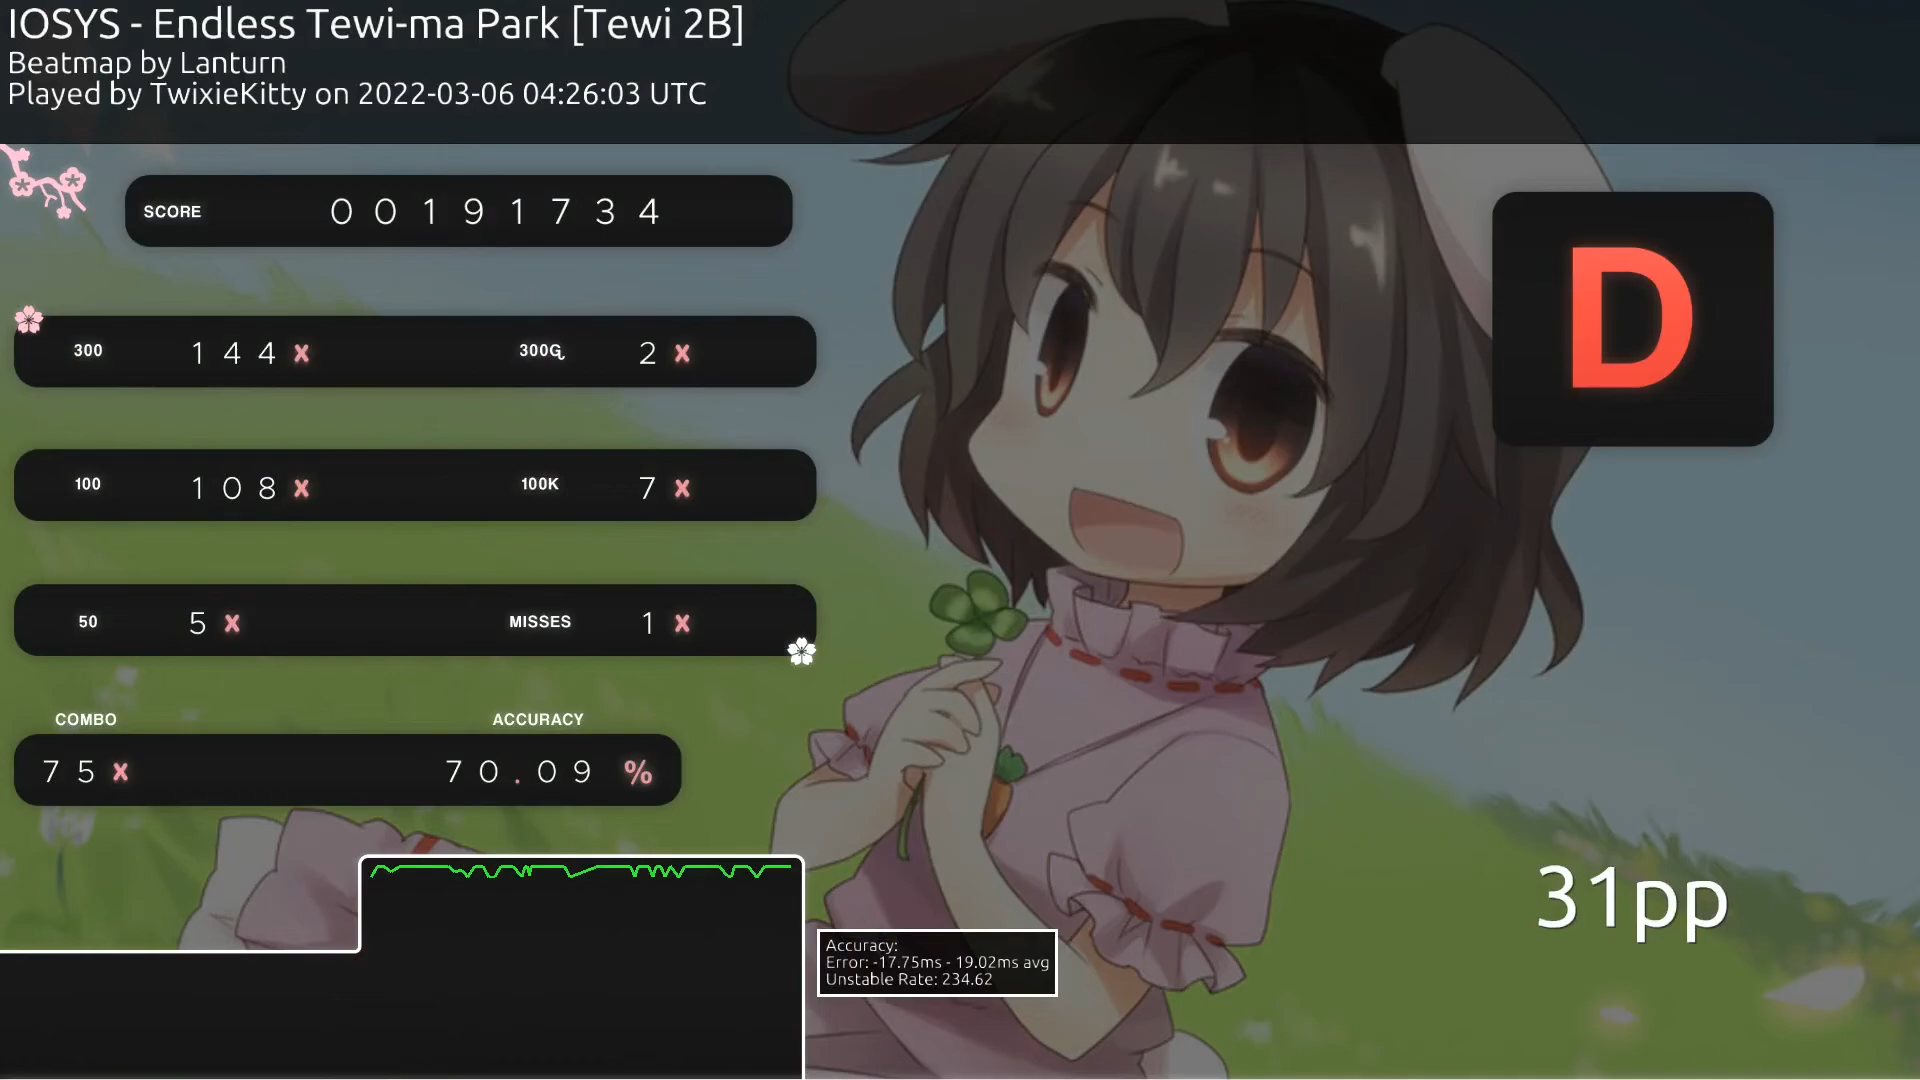 IOSYS - Endless Tewi-ma Park [Tewi 2B]
Beatmap by Lanturn
Played by TwixieKitty on 2022-03-06 04:26:03 UTC
SCORE 00191734
D
300 144x 300G 2x
100 108x 100K 7x
50 5x MISSES 1x
COMBO ACCURACY
75x 70.09 %
31pp
Accuracy:
Error: -17.75ms - 19.02ms avg
Unstable Rate: 234.62